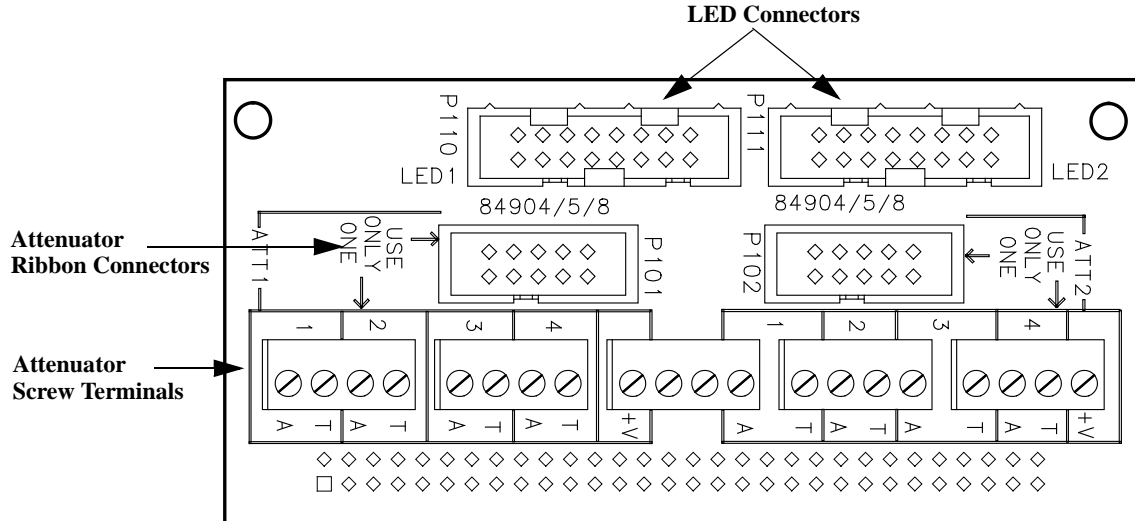 LED Connectors
P110
P111
LED1
LED2
84904/5/8
84904/5/8
Attenuator
Ribbon Connectors
ATT1
USE
ONLY
ONE
P101
P102
USE
ONLY
ONE
ATT2
1 2 3 4 1 2 3 4
Attenuator
Screw Terminals
A T A T A T A T +V A T A T A T A T +V